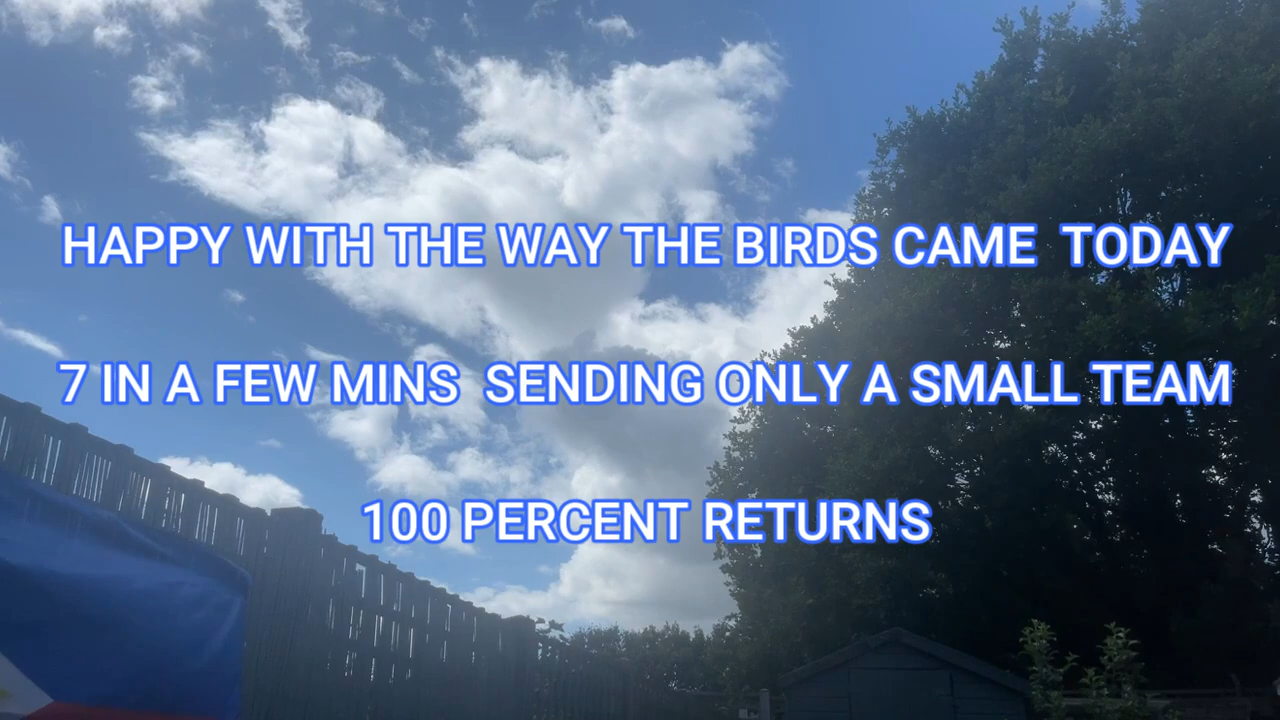 HAPPY WITH THE WAY THE BIRDS CAME  TODAY
7 IN A FEW MINS  SENDING ONLY A SMALL TEAM
100 PERCENT RETURNS